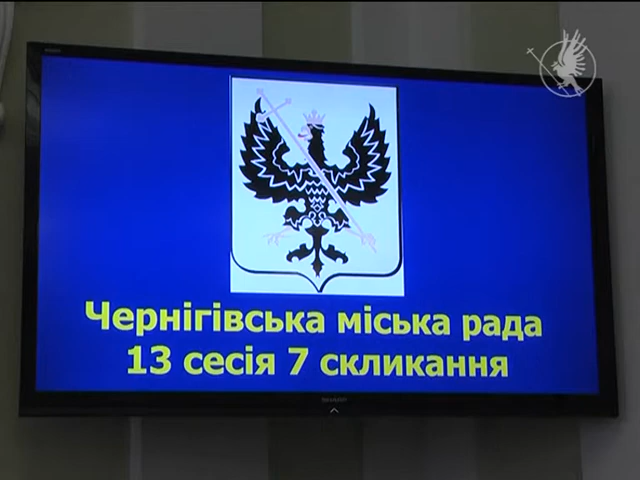 Чернігівська міська рада
13 сесія 7 скликання